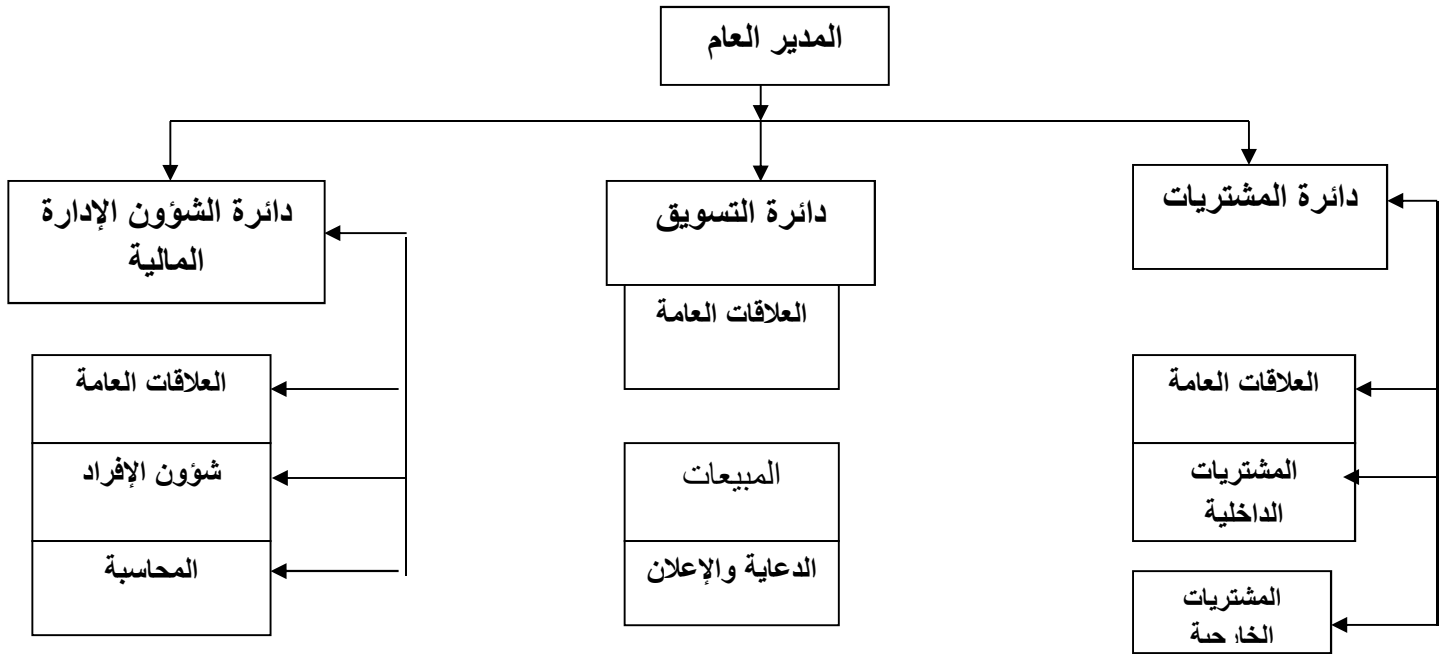 المدير العام
دائرة المشتريات
دائرة التسويق
دائرة الشؤون الإدارة
المالية
العلاقات العامة
المشتريات
الداخلية
المشتريات
الخارجية
العلاقات العامة
المبيعات
الدعاية والإعلان
العلاقات العامة
شؤون الإفراد
المحاسبة